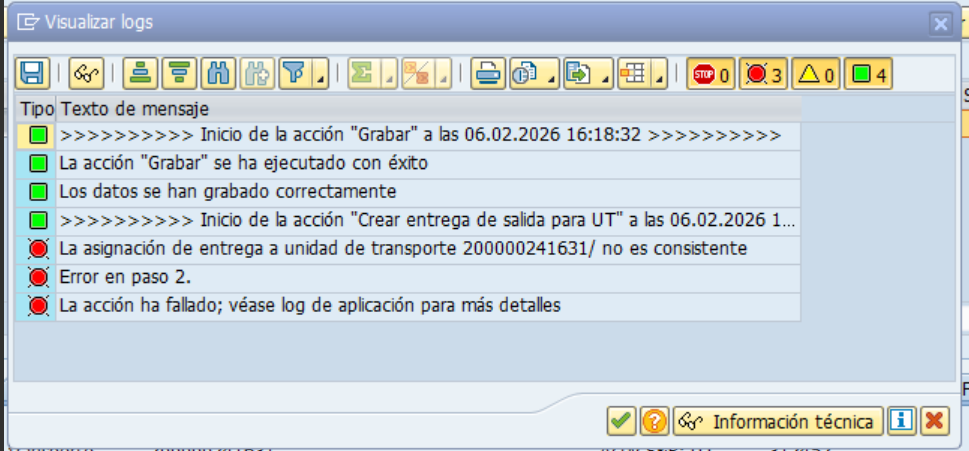 Visualizar logs
STOP 0 3 0 4
Tipo Texto de mensaje
>>>>>>>>>> Inicio de la acción "Grabar" a las 06.02.2026 16:18:32 >>>>>>>>>>
La acción "Grabar" se ha ejecutado con éxito
Los datos se han grabado correctamente
>>>>>>>>>> Inicio de la acción "Crear entrega de salida para UT" a las 06.02.2026 1...
La asignación de entrega a unidad de transporte 200000241631/ no es consistente
Error en paso 2.
La acción ha fallado; véase log de aplicación para más detalles
Información técnica